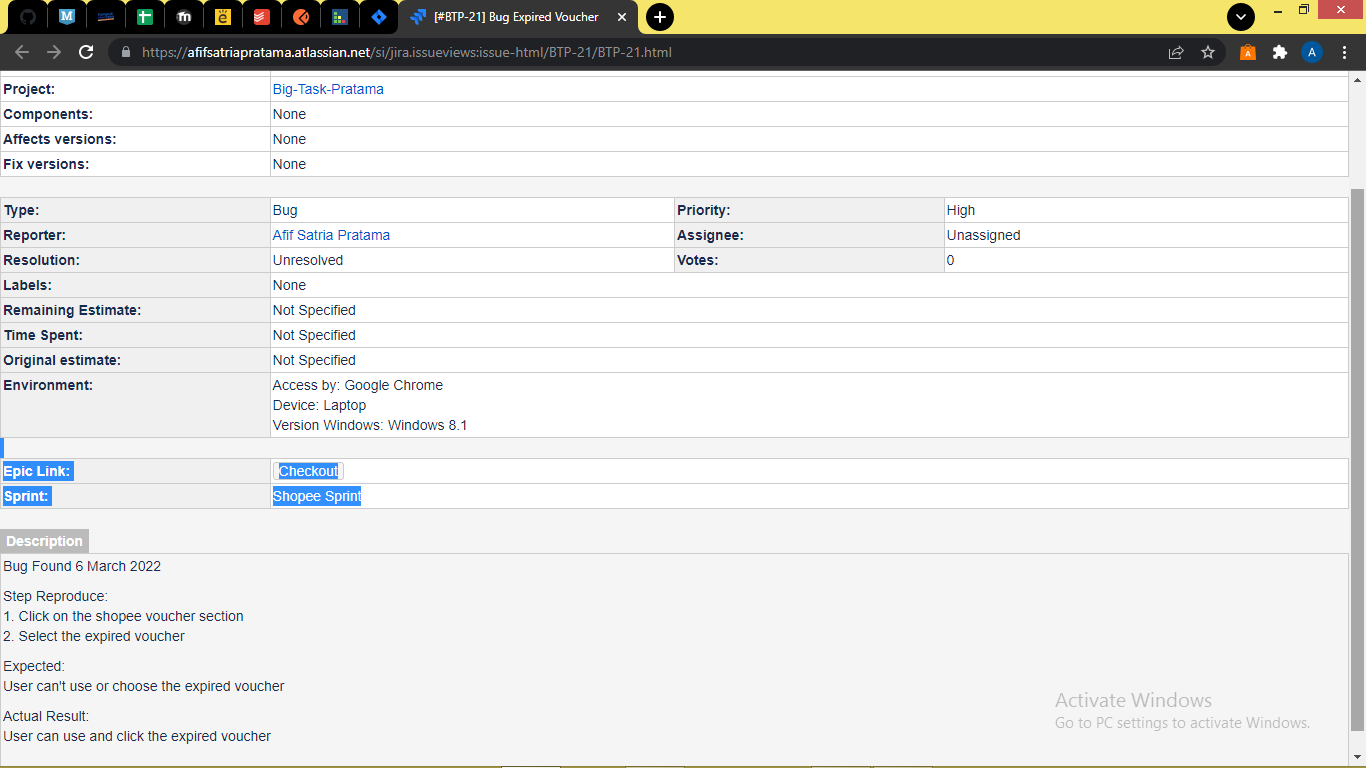 [#BTP-21] Bug Expired Voucher
https://afifsatriapratama.atlassian.net/si/jira.issueviews:issue-html/BTP-21/BTP-21.html
A
Project: Big-Task-Pratama
Components: None
Affects versions: None
Fix versions: None
Type: Bug Priority: High
Reporter: Afif Satria Pratama Assignee: Unassigned
Resolution: Unresolved Votes: 0
Labels: None
Remaining Estimate: Not Specified
Time Spent: Not Specified
Original estimate: Not Specified
Environment: Access by: Google Chrome
Device: Laptop
Version Windows: Windows 8.1
Epic Link: Checkout
Sprint: Shopee Sprint
Description
Bug Found 6 March 2022
Step Reproduce:
1. Click on the shopee voucher section
2. Select the expired voucher
Expected:
User can't use or choose the expired voucher
Actual Result:
User can use and click the expired voucher
Activate Windows
Go to PC settings to activate Windows.